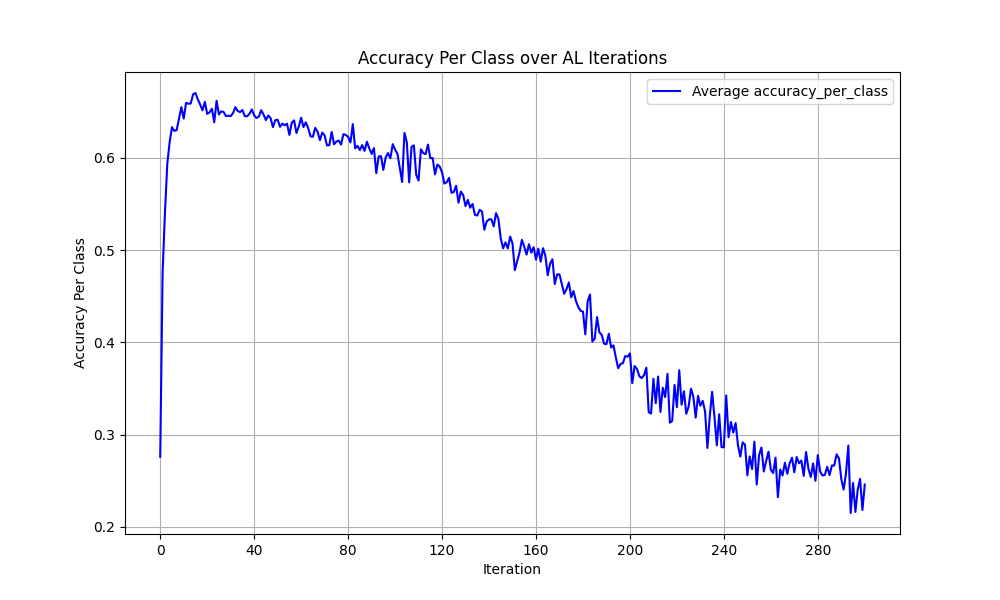 Accuracy Per Class over AL Iterations
Average accuracy_per_class
Accuracy Per Class
0.6
0.5
0.4
0.3
0.2
0 40 80 120 160 200 240 280
Iteration